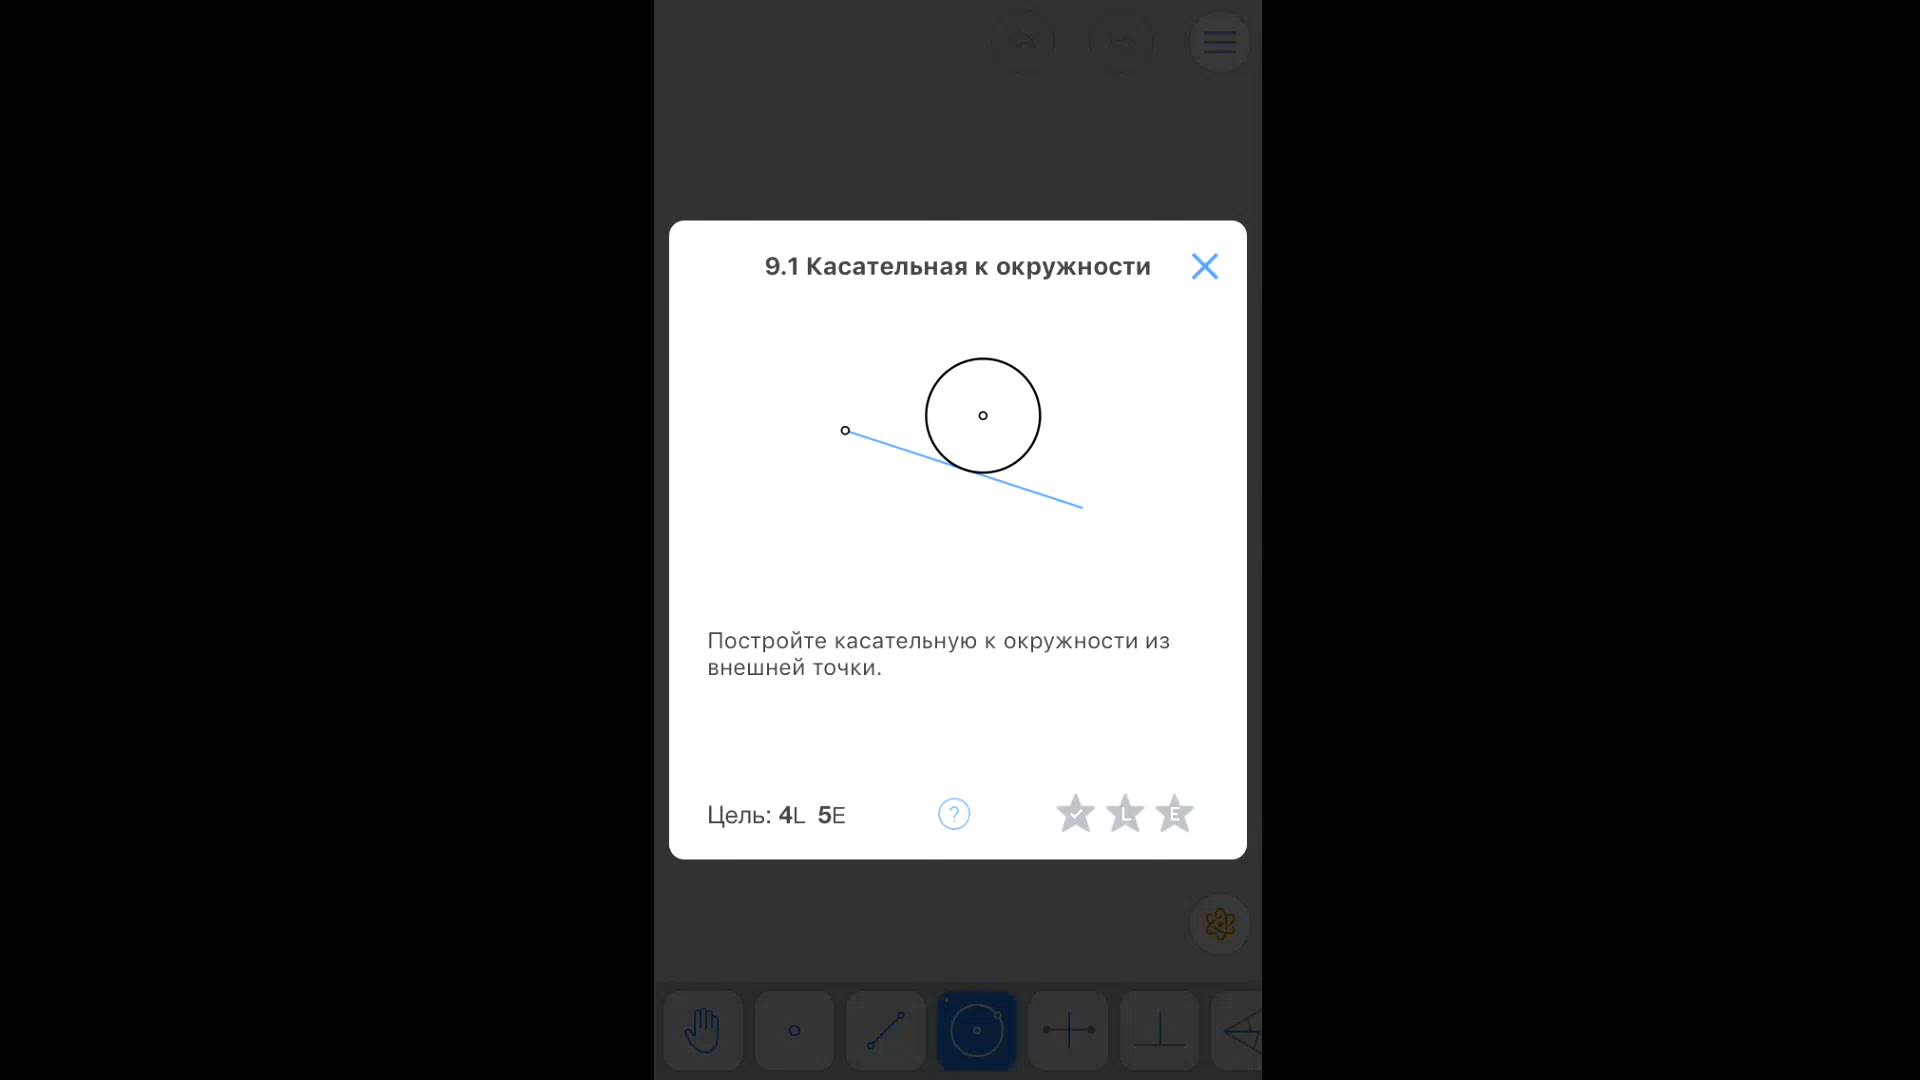 9.1 Касательная к окружности
Постройте касательную к окружности из
внешней точки.
Цель: 4L 5E
?
L E